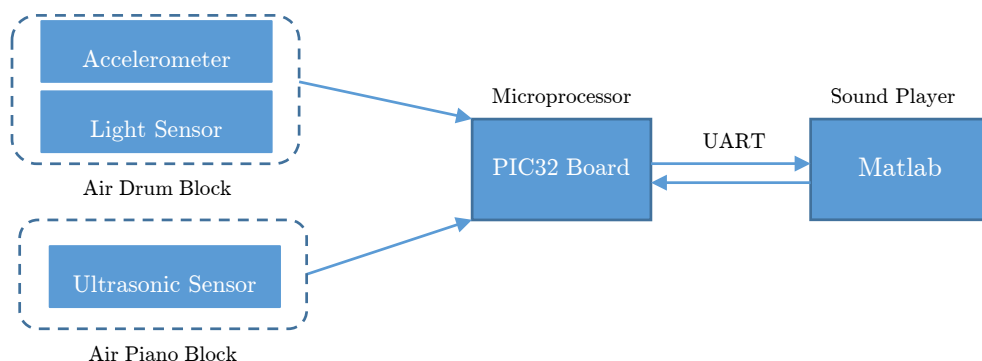 Accelerometer
Light Sensor
Air Drum Block
Ultrasonic Sensor
Air Piano Block
Microprocessor
PIC32 Board
UART
Sound Player
Matlab